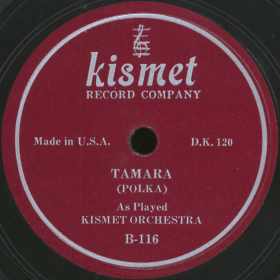 kismet
RECORD COMPANY
Made in U.S.A. D.K. 120
TAMARA
(POLKA)
As Played
KISMET ORCHESTRA
B-116